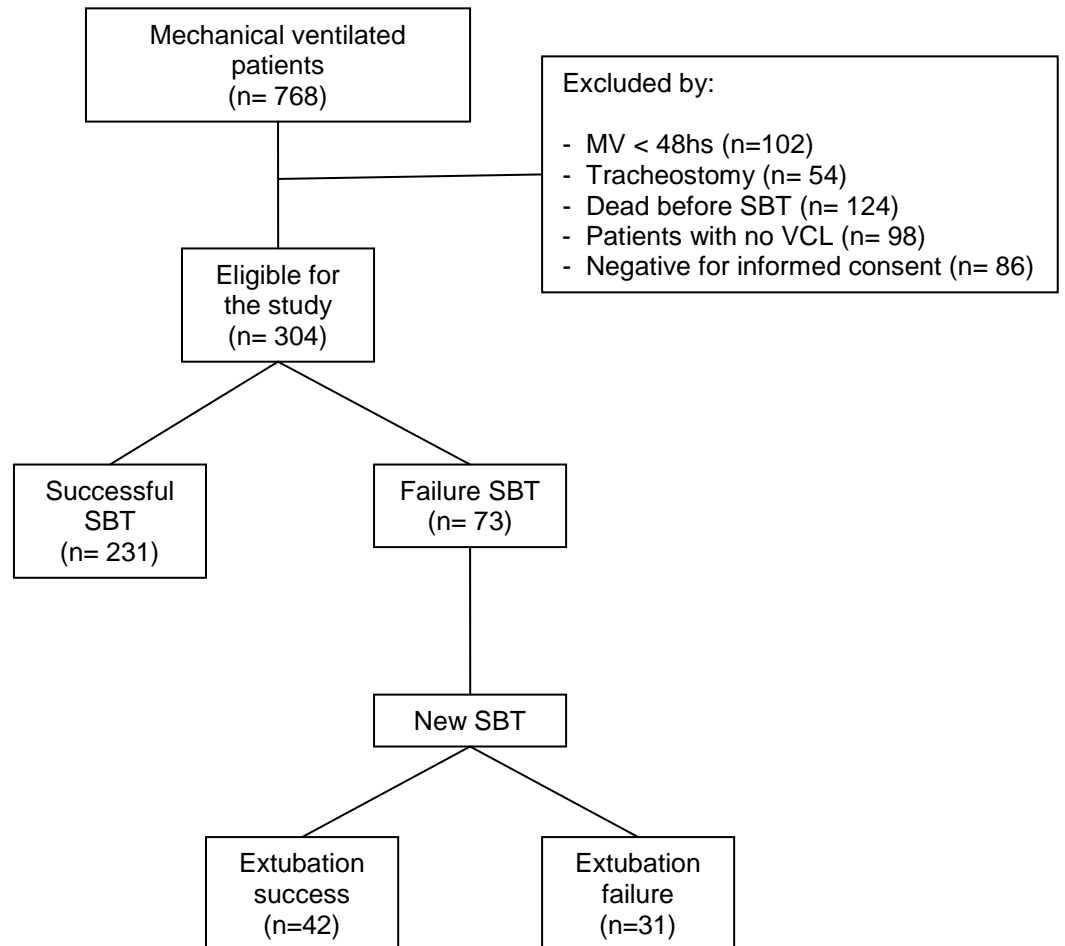 Mechanical ventilated
patients
(n= 768)
Excluded by:
- MV < 48hs (n=102)
- Tracheostomy (n= 54)
- Dead before SBT (n= 124)
- Patients with no VCL (n= 98)
- Negative for informed consent (n= 86)
Eligible for
the study
(n= 304)
Successful
SBT
(n= 231)
Failure SBT
(n= 73)
New SBT
Extubation
success
(n=42)
Extubation
failure
(n=31)